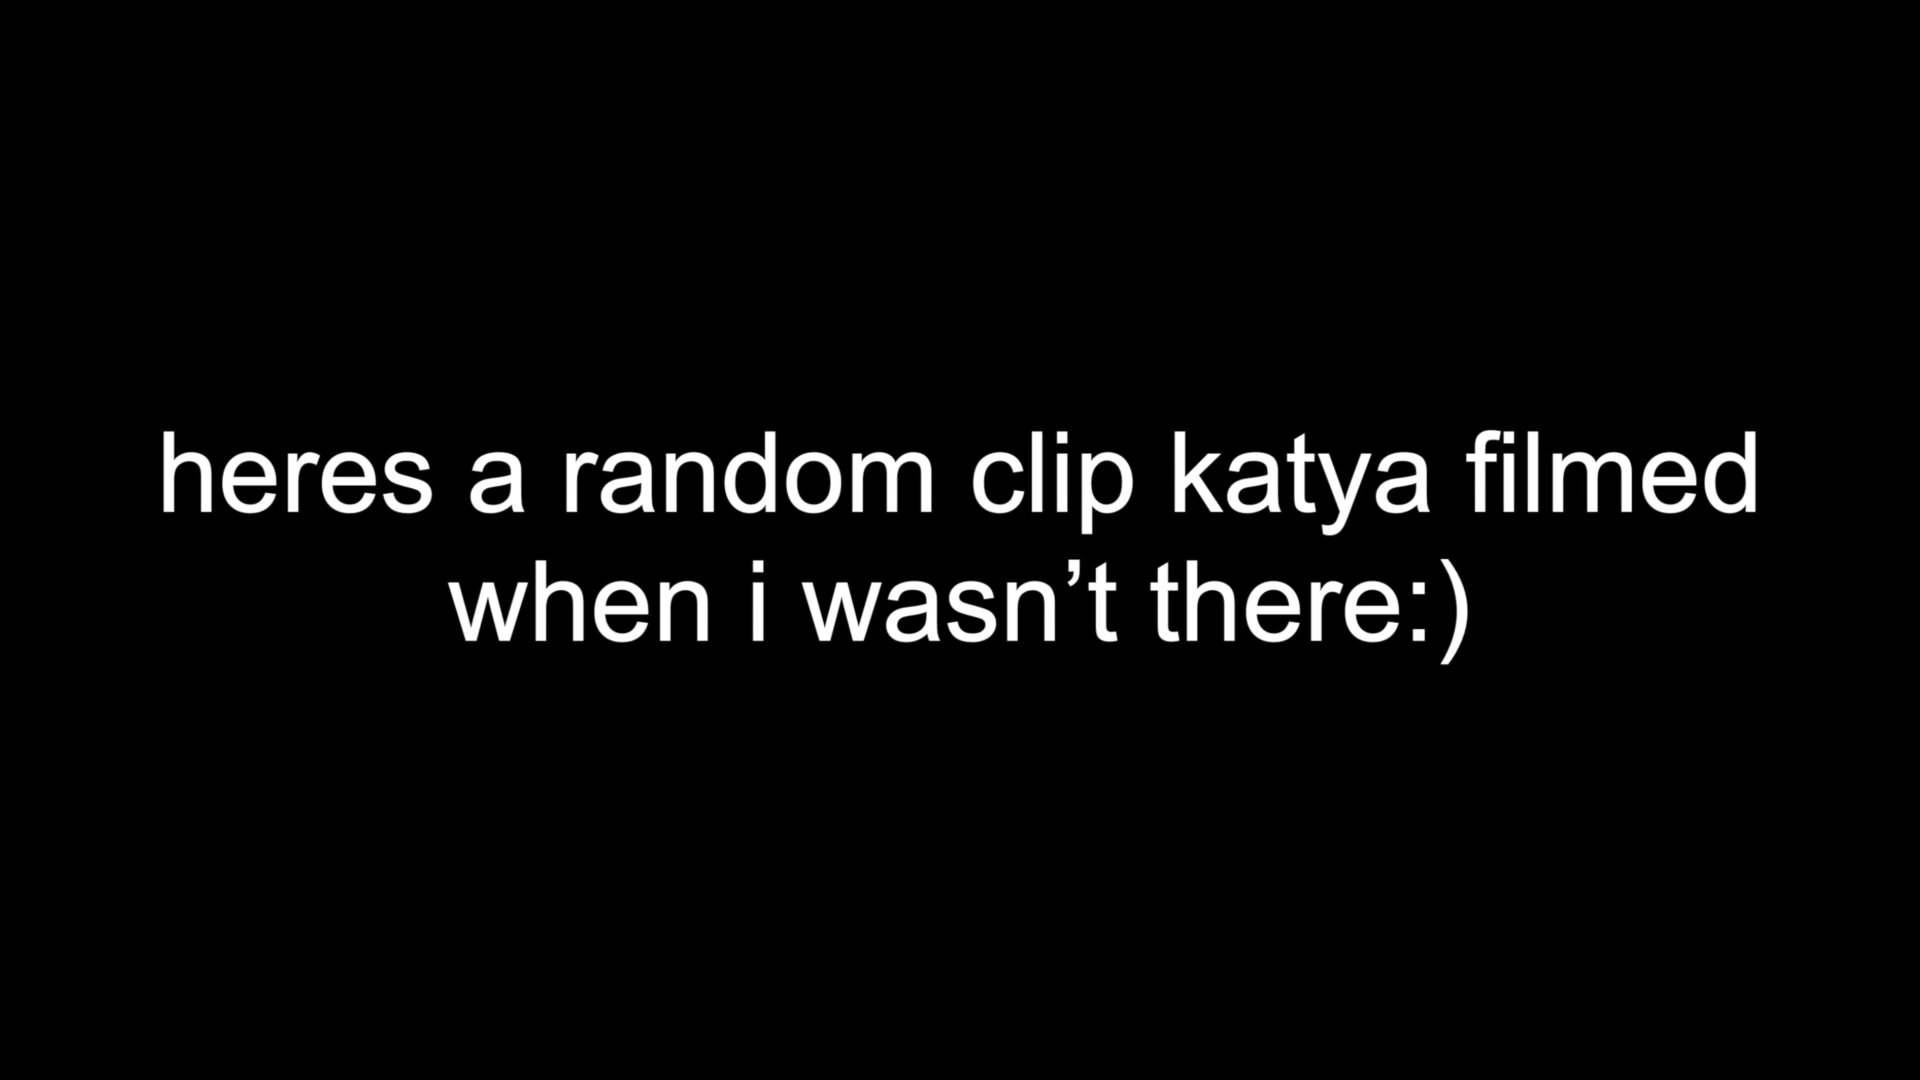 heres a random clip katya filmed
when i wasn’t there:)